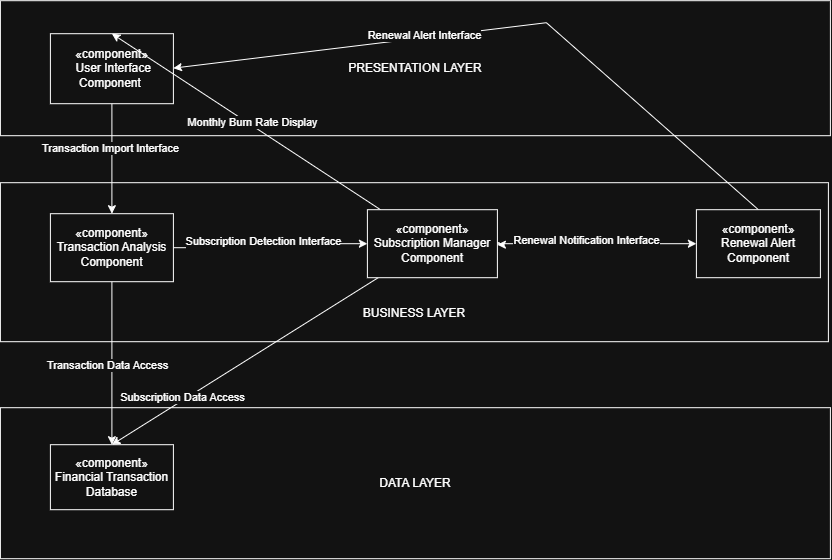 Renewal Alert Interface
«component»
User Interface
Component
PRESENTATION LAYER
Monthly Burn Rate Display
Transaction Import Interface
«component»
Transaction Analysis
Component
Subscription Detection Interface
«component»
Subscription Manager
Component
Renewal Notification Interface
«component»
Renewal Alert
Component
BUSINESS LAYER
Transaction Data Access
Subscription Data Access
«component»
Financial Transaction
Database
DATA LAYER